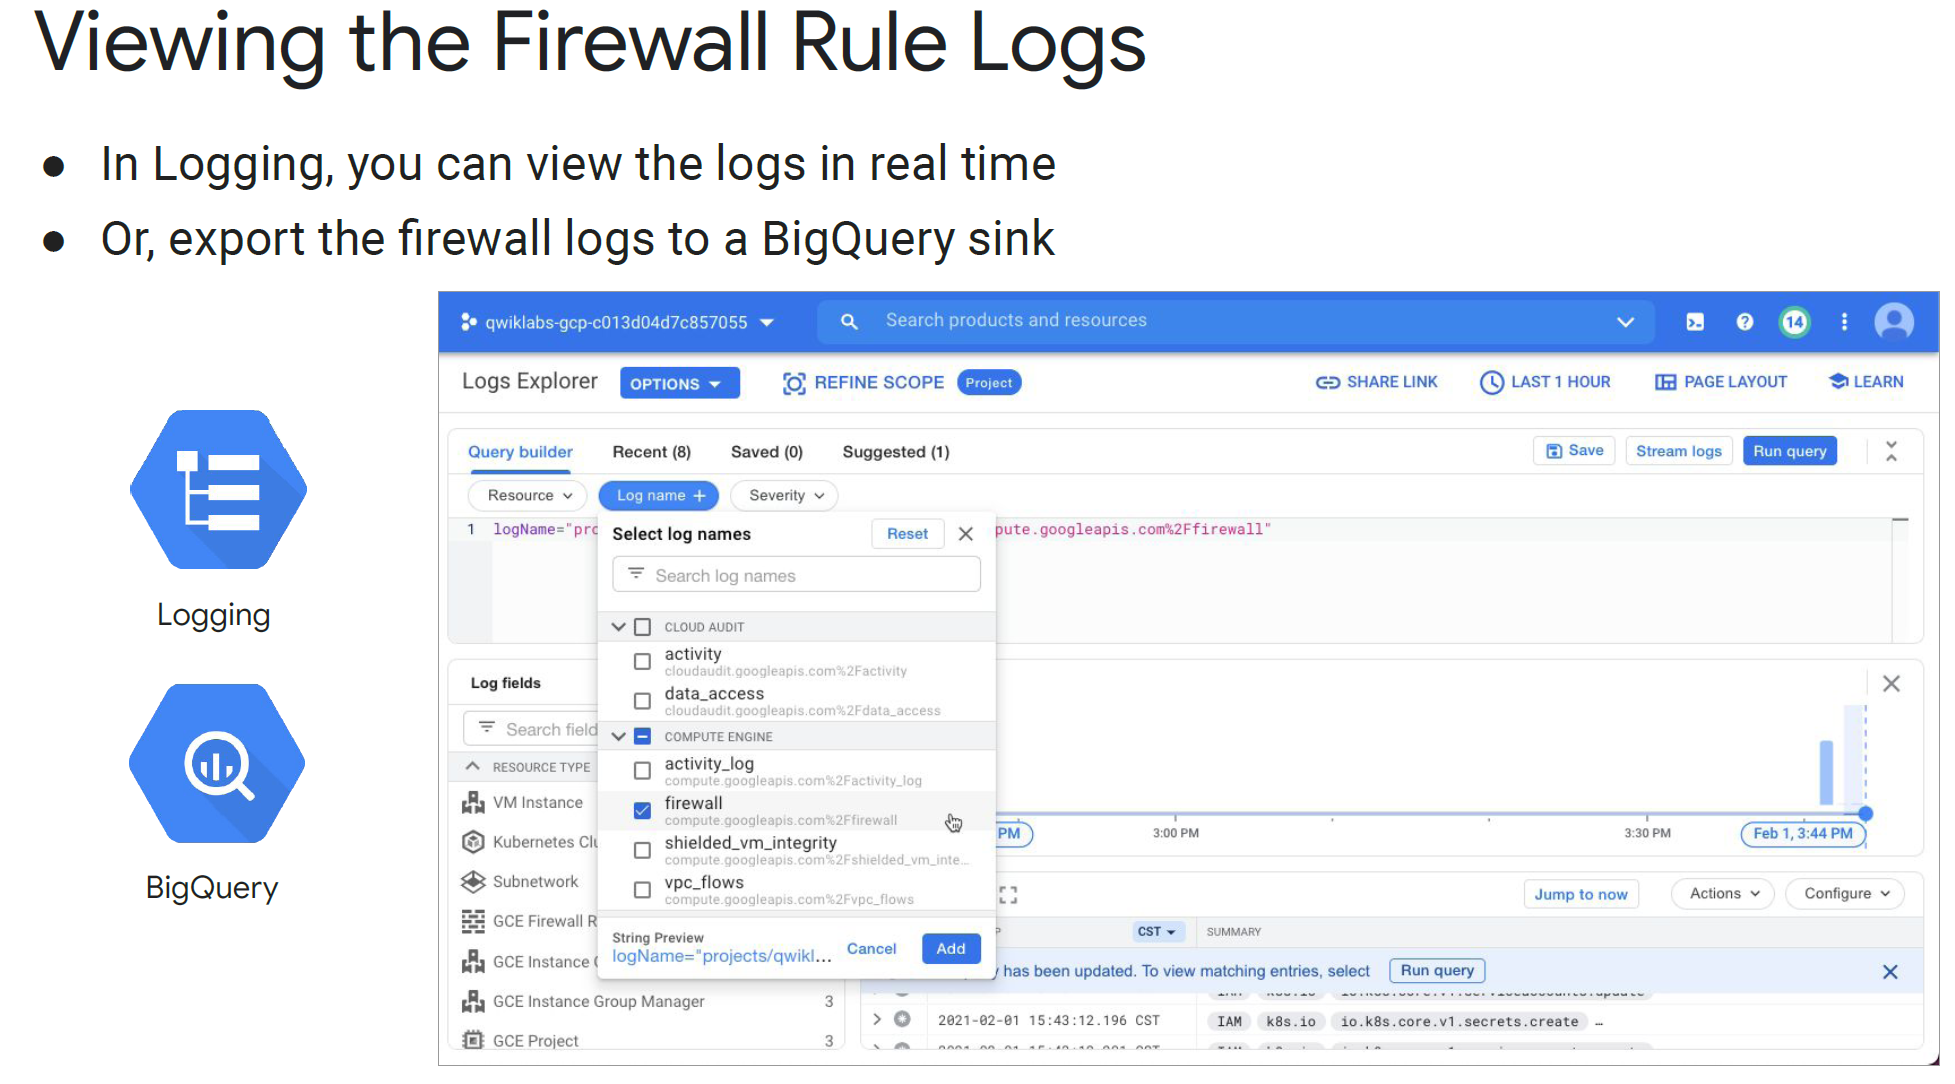 Viewing the Firewall Rule Logs
● In Logging, you can view the logs in real time
● Or, export the firewall logs to a BigQuery sink
Logging
BigQuery
qwiklabs-gcp-c013d04d7c857055
Search products and resources
14
Logs Explorer
OPTIONS
REFINE SCOPE
Project
SHARE LINK
LAST 1 HOUR
PAGE LAYOUT
LEARN
Query builder
Recent (8)
Saved (0)
Suggested (1)
Save
Stream logs
Run query
Resource
Log name +
Severity
1 logName="pro
pute.googleapis.com%2Ffirewall"
Select log names
Reset
Search log names
CLOUD AUDIT
activity
cloudaudit.googleapis.com%2Factivity
data_access
cloudaudit.googleapis.com%2Fdata_access
COMPUTE ENGINE
activity_log
compute.googleapis.com%2Factivity_log
firewall
compute.googleapis.com%2Ffirewall
shielded_vm_integrity
compute.googleapis.com%2Fshielded_vm_inte...
vpc_flows
compute.googleapis.com%2Fvpc_flows
String Preview
logName="projects/qwikl...
Cancel
Add
Log fields
Search field
RESOURCE TYPE
VM Instance
Kubernetes Clu
Subnetwork
GCE Firewall R
GCE Instance
GCE Instance Group Manager 3
GCE Project 3
PM
3:00 PM
3:30 PM
Feb 1, 3:44 PM
Jump to now
Actions
Configure
CST
SUMMARY
has been updated. To view matching entries, select
Run query
2021-02-01 15:43:12.196 CST
IAM k8s.io io.k8s.core.v1.secrets.create …